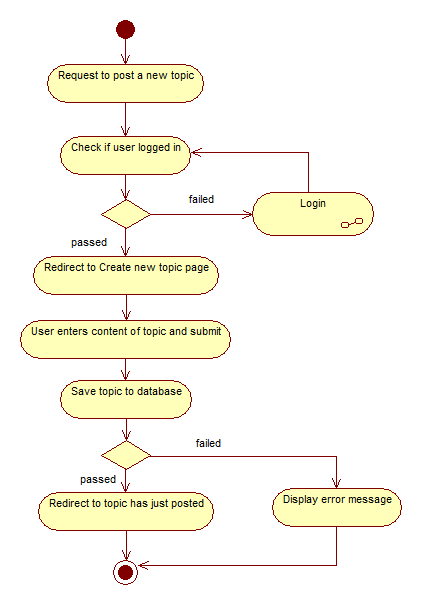 Request to post a new topic
Check if user logged in
failed
Login
passed
Redirect to Create new topic page
User enters content of topic and submit
Save topic to database
failed
passed
Redirect to topic has just posted
Display error message